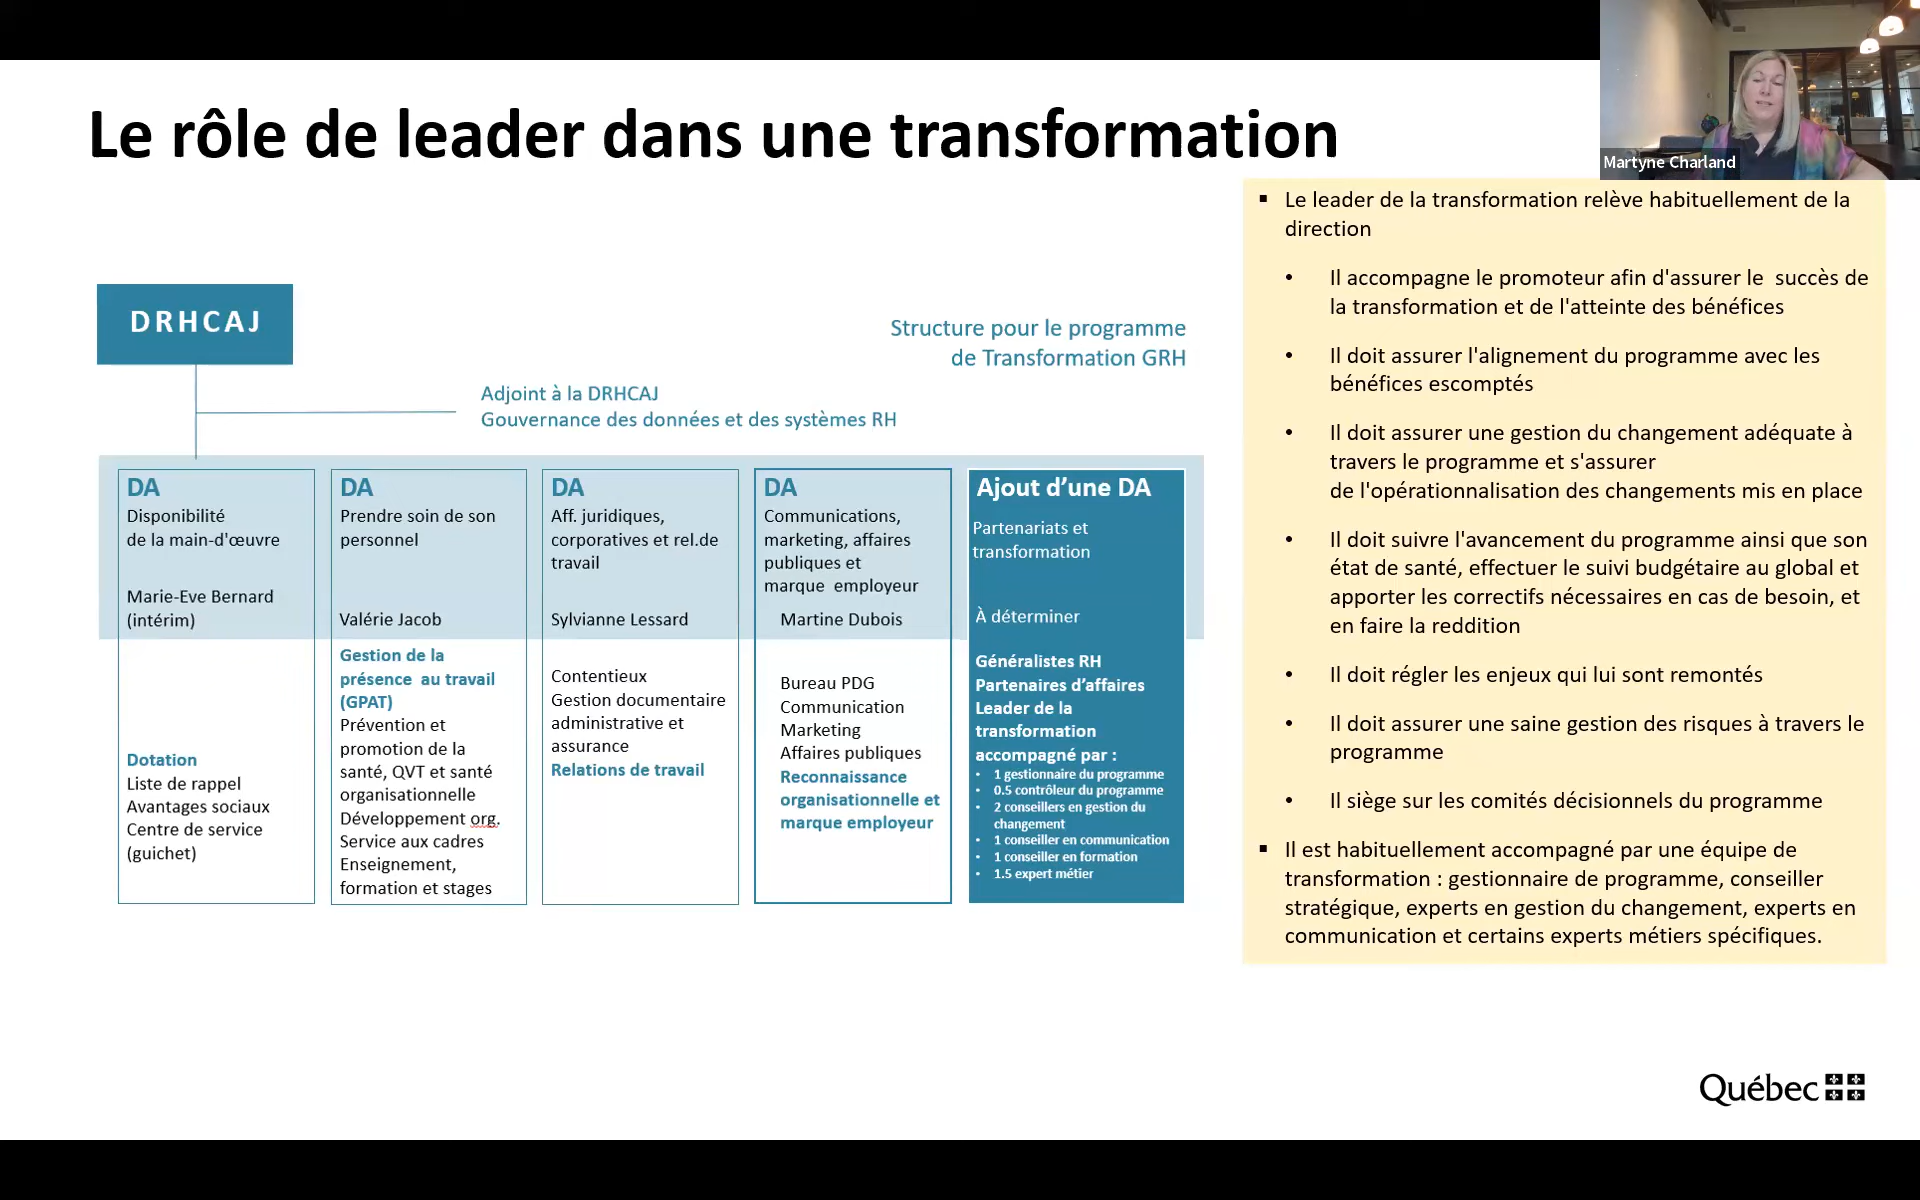 Le rôle de leader dans une transformation
Martyne Charland
DRHCAJ
Structure pour le programme
de Transformation GRH
Adjoint à la DRHCAJ
Gouvernance des données et des systèmes RH
DA
Disponibilité
de la main-d'œuvre
Marie-Eve Bernard
(intérim)
Dotation
Liste de rappel
Avantages sociaux
Centre de service
(guichet)
DA
Prendre soin de son
personnel
Valérie Jacob
Gestion de la
présence au travail
(GPAT)
Prévention et
promotion de la
santé, QVT et santé
organisationnelle
Développement org.
Service aux cadres
Enseignement,
formation et stages
DA
Aff. juridiques,
corporatives et rel.de
travail
Sylvianne Lessard
Contentieux
Gestion documentaire
administrative et
assurance
Relations de travail
DA
Communications,
marketing, affaires
publiques et
marque employeur
Martine Dubois
Bureau PDG
Communication
Marketing
Affaires publiques
Reconnaissance
organisationnelle et
marque employeur
Ajout d’une DA
Partenariats et
transformation
À déterminer
Généralistes RH
Partenaires d’affaires
Leader de la
transformation
accompagné par :
• 1 gestionnaire du programme
• 0.5 contrôleur du programme
• 2 conseillers en gestion du
changement
• 1 conseiller en communication
• 1 conseiller en formation
• 1.5 expert métier
▪ Le leader de la transformation relève habituellement de la
direction
• Il accompagne le promoteur afin d'assurer le succès de
la transformation et de l'atteinte des bénéfices
• Il doit assurer l'alignement du programme avec les
bénéfices escomptés
• Il doit assurer une gestion du changement adéquate à
travers le programme et s'assurer
de l'opérationnalisation des changements mis en place
• Il doit suivre l'avancement du programme ainsi que son
état de santé, effectuer le suivi budgétaire au global et
apporter les correctifs nécessaires en cas de besoin, et
en faire la reddition
• Il doit régler les enjeux qui lui sont remontés
• Il doit assurer une saine gestion des risques à travers le
programme
• Il siège sur les comités décisionnels du programme
▪ Il est habituellement accompagné par une équipe de
transformation : gestionnaire de programme, conseiller
stratégique, experts en gestion du changement, experts en
communication et certains experts métiers spécifiques.
Québec